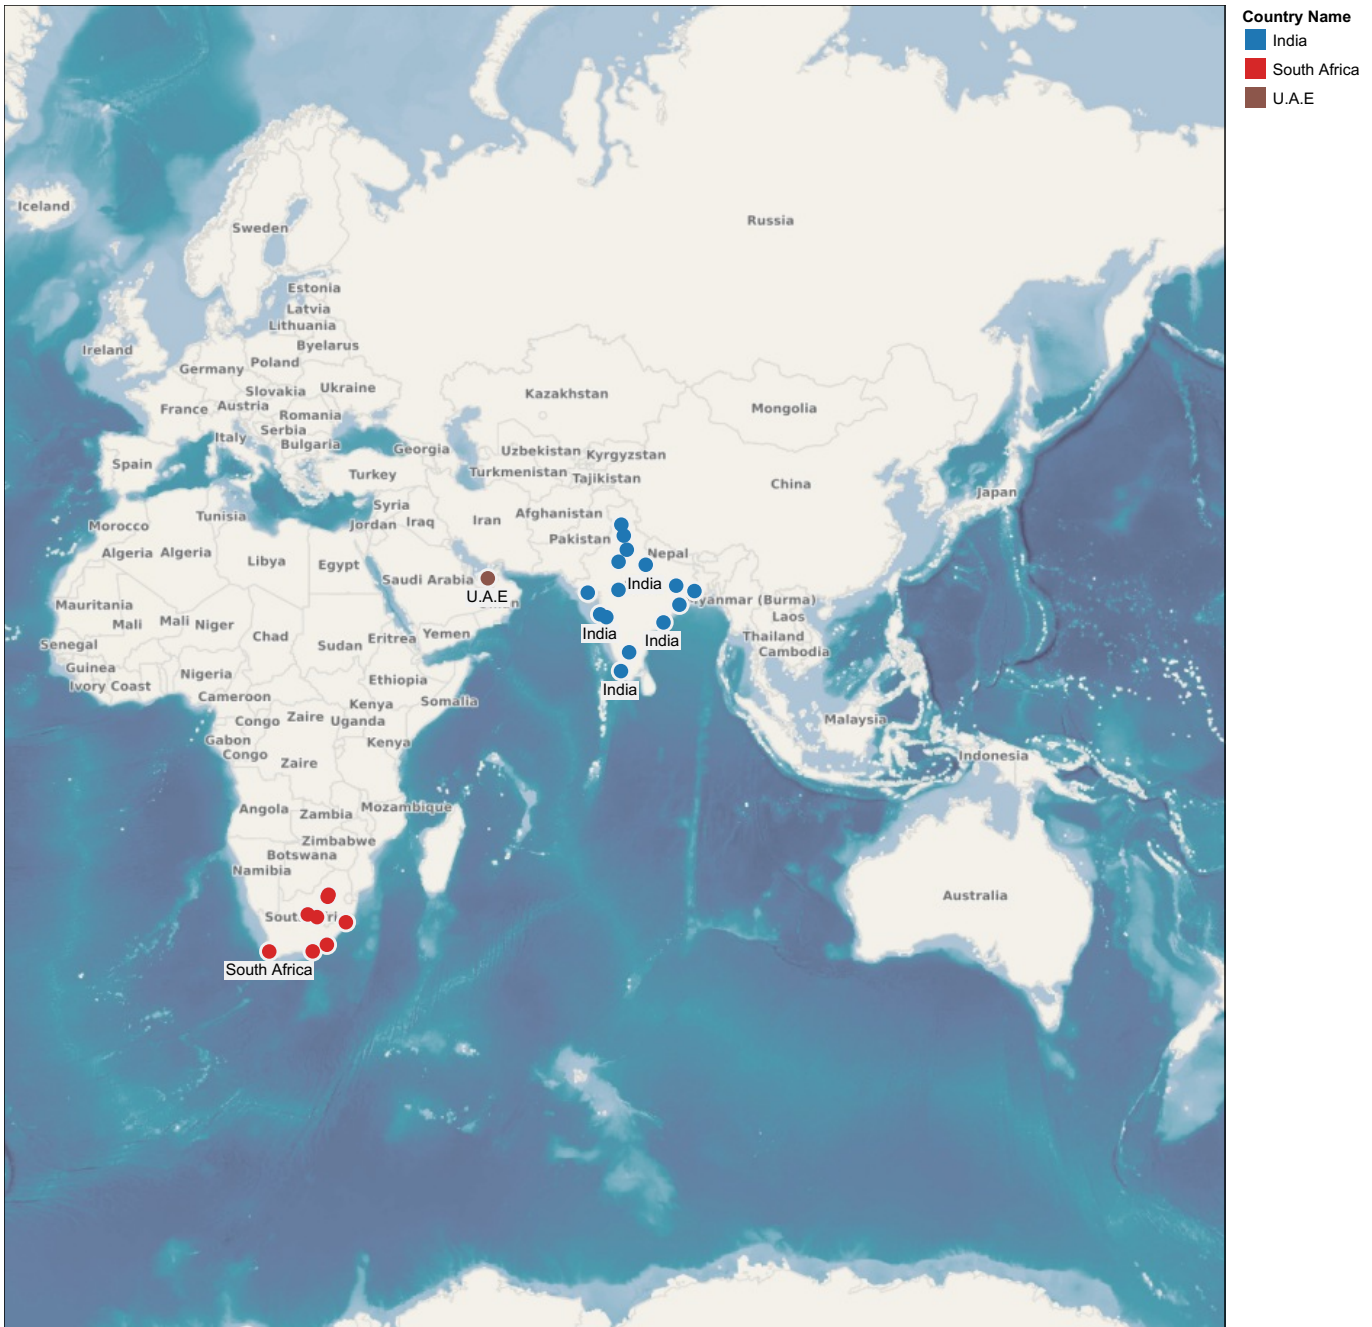 Country Name
India
South Africa
U.A.E
Iceland
Sweden
Russia
Estonia
Latvia
Lithuania
Byelarus
Ireland
Poland
Germany
Slovakia
Ukraine
Kazakhstan
France
Austria
Romania
Mongolia
Serbia
Italy
Bulgaria
Georgia
Uzbekistan
Kyrgyzstan
Spain
Turkey
Turkmenistan
Tajikistan
China
Japan
Syria
Afghanistan
Tunisia
Morocco
Jordan
Iraq
Iran
Pakistan
Algeria
Algeria
Nepal
Libya
Egypt
Saudi Arabia
India
U.A.E
Mauritania
yanmar (Burma)
Laos
Mali
Mali
Niger
Chad
Sudan
Eritrea
Yemen
India
India
Thailand
Senegal
Cambodia
Guinea
Nigeria
Ethiopia
Ivory Coast
India
Cameroon
Kenya
Somalia
Congo
Zaire
Uganda
Malaysia
Gabon
Kenya
Congo
Zaire
Indonesia
Angola
Zambia
Mozambique
Zimbabwe
Botswana
Namibia
Australia
South Africa